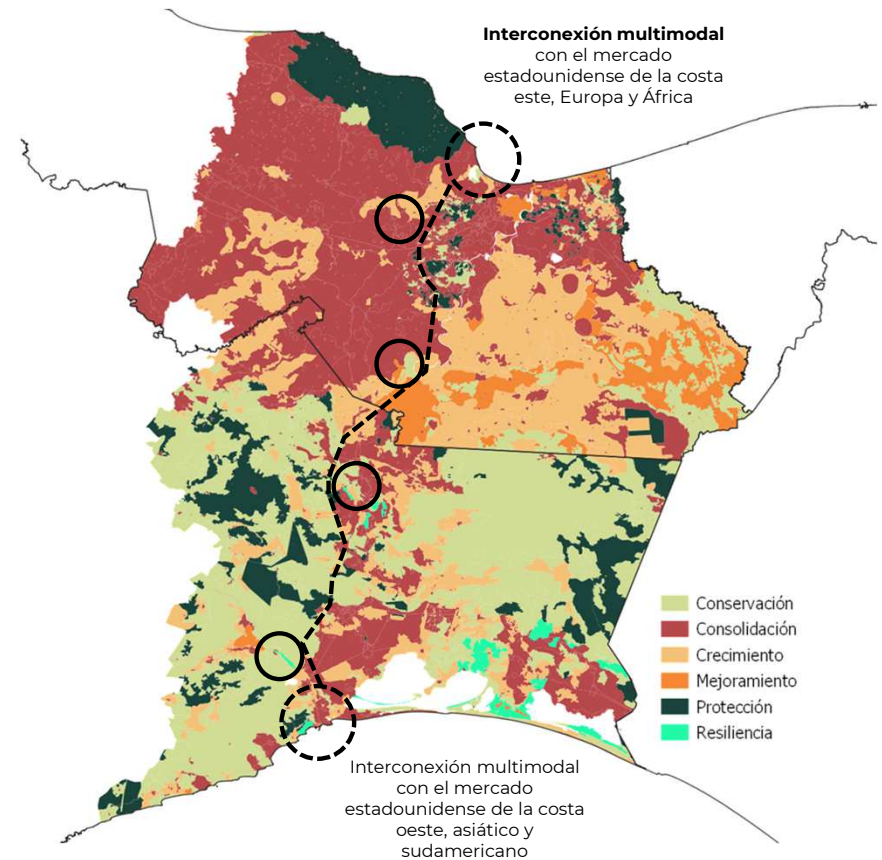 Interconexión multimodal
con el mercado
estadounidense de la costa
este, Europa y África
Conservación
Consolidación
Crecimiento
Mejoramiento
Protección
Resiliencia
Interconexión multimodal
con el mercado
estadounidense de la costa
oeste, asiático y
sudamericano